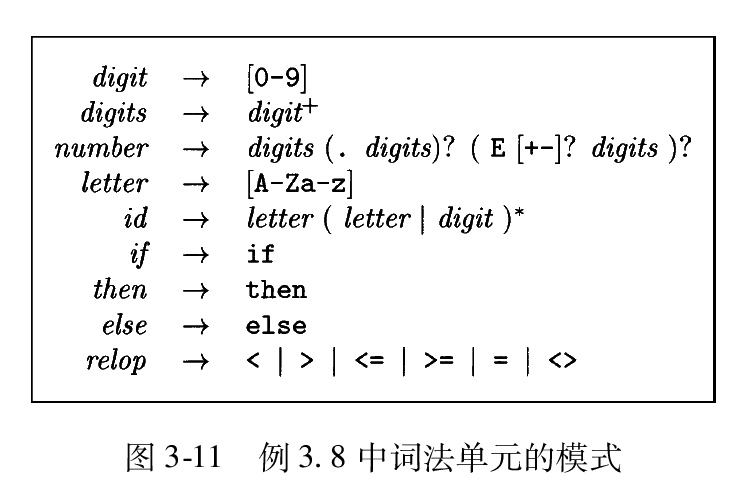 digit → [0-9]
digits → digit⁺
number → digits (. digits)? ( E [+-]? digits )?
letter → [A-Za-z]
id → letter ( letter | digit )*
if → if
then → then
else → else
relop → < | > | <= | >= | = | <>
图 3-11 例 3. 8 中词法单元的模式